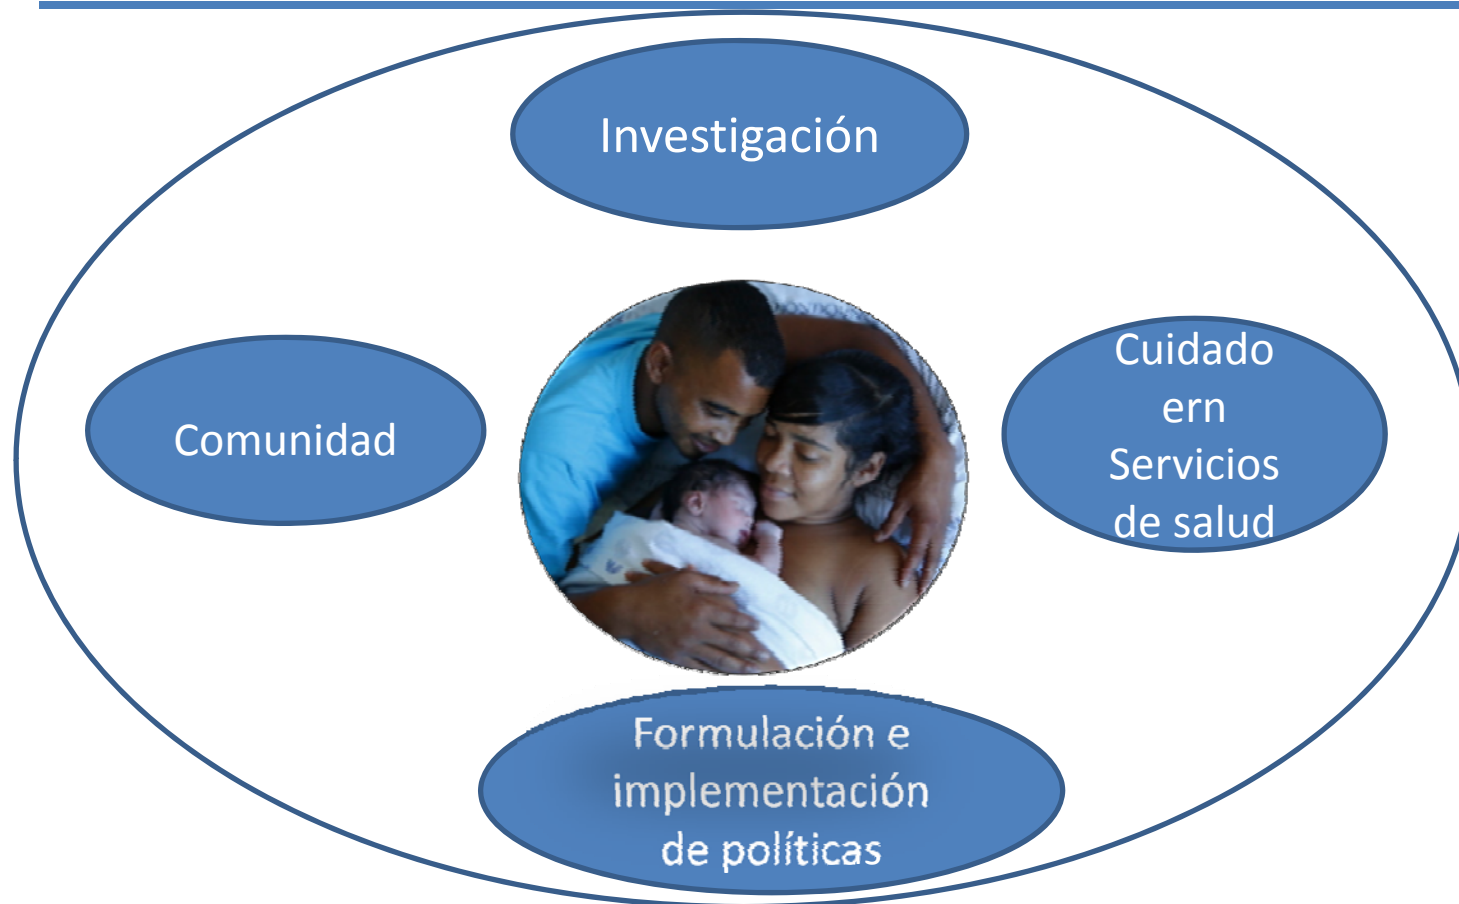 Investigación
Comunidad
Cuidado
ern
Servicios
de salud
Formulación e
implementación
de políticas